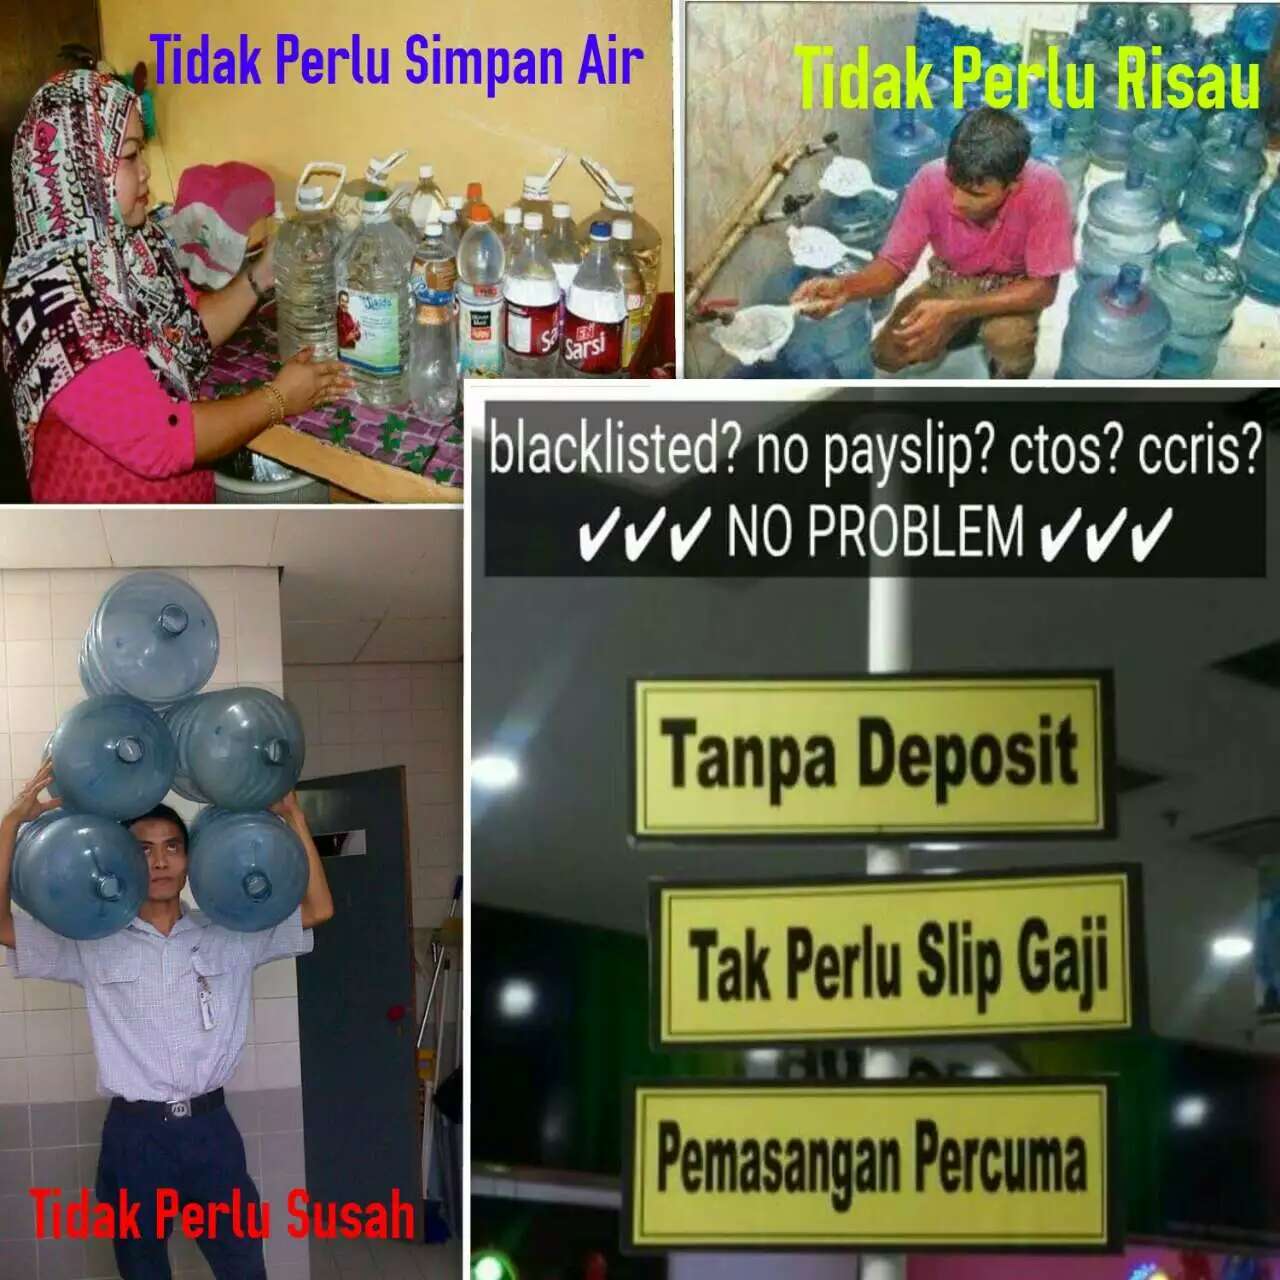 Tidak Perlu Simpan Air
Tidak Perlu Risau
Sarsi
blacklisted? no payslip? ctos? ccris?
✔✔✔ NO PROBLEM ✔✔✔
Tanpa Deposit
Tak Perlu Slip Gaji
Pemasangan Percuma
Tidak Perlu Susah